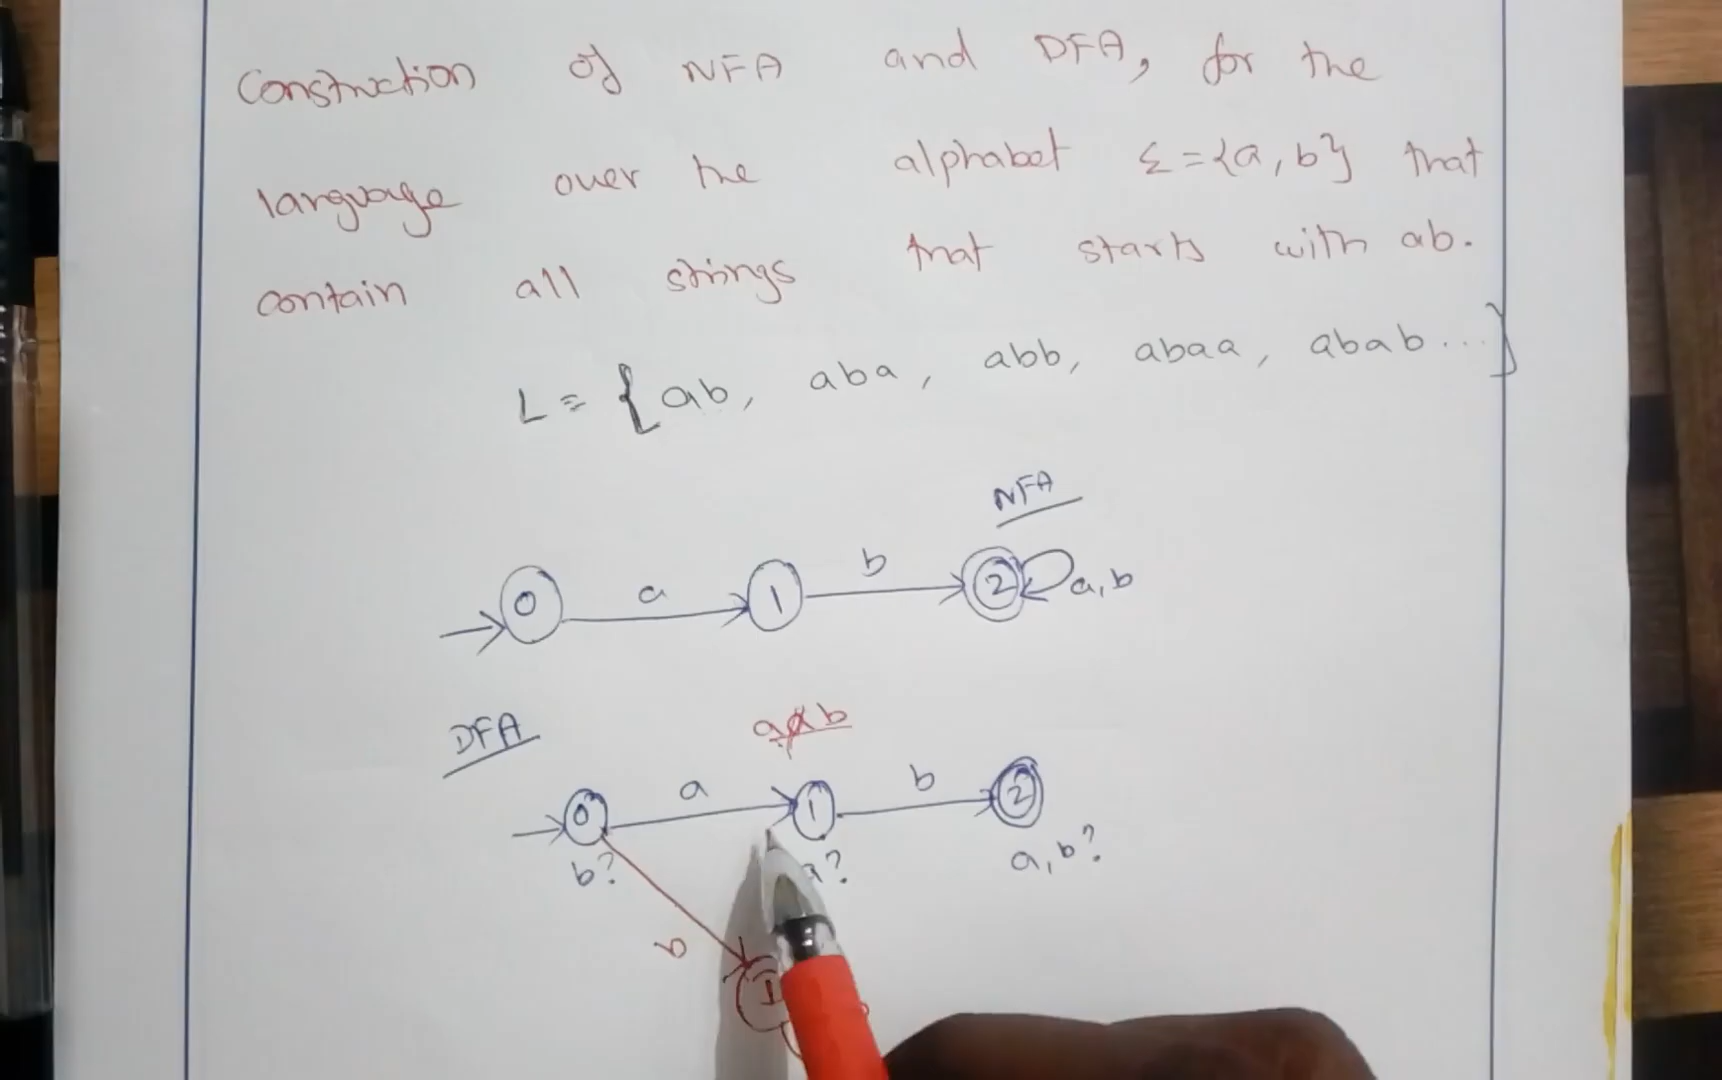 Construction of NFA and DFA, for the
language over the alphabet Σ={a,b} that
contain all strings that starts with ab.
L = {ab, aba, abb, abaa, abab...}
NFA
0 a 1 b 2 a,b
DFA
aab
0 a 1 b 2
b? a? a,b?
b